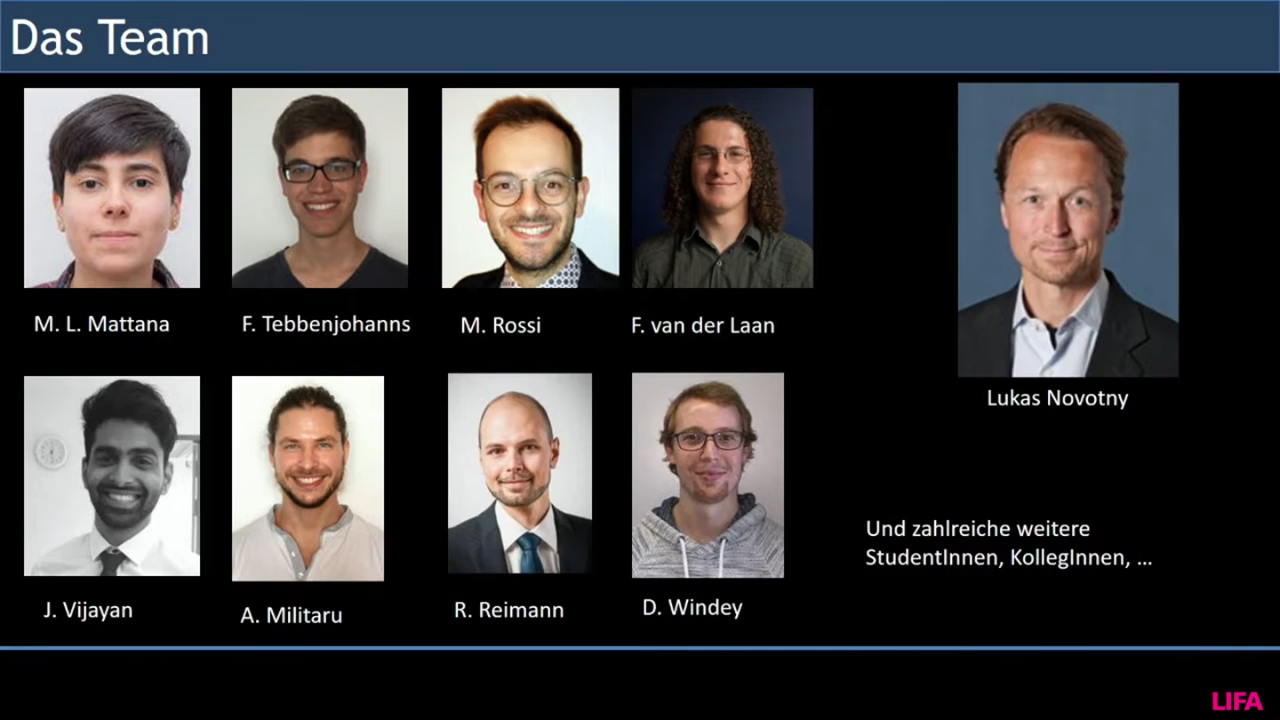 Das Team
M. L. Mattana
F. Tebbenjohanns
M. Rossi
F. van der Laan
Lukas Novotny
J. Vijayan
A. Militaru
R. Reimann
D. Windey
Und zahlreiche weitere
StudentInnen, KollegInnen, ...
LIFA